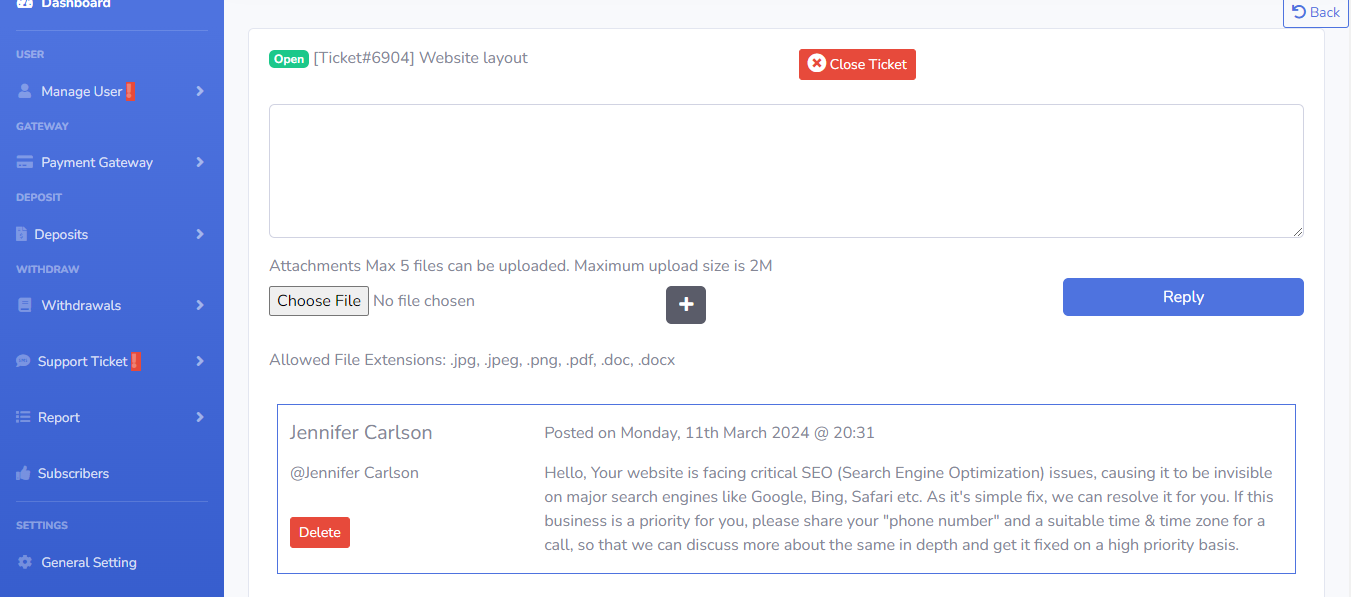 Dashboard
Back
USER
Manage User
GATEWAY
Payment Gateway
DEPOSIT
Deposits
WITHDRAW
Withdrawals
Support Ticket
Report
Subscribers
SETTINGS
General Setting
Open [Ticket#6904] Website layout
Close Ticket
Attachments Max 5 files can be uploaded. Maximum upload size is 2M
Choose File No file chosen
Reply
Allowed File Extensions: .jpg, .jpeg, .png, .pdf, .doc, .docx
Jennifer Carlson
@Jennifer Carlson
Delete
Posted on Monday, 11th March 2024 @ 20:31
Hello, Your website is facing critical SEO (Search Engine Optimization) issues, causing it to be invisible
on major search engines like Google, Bing, Safari etc. As it's simple fix, we can resolve it for you. If this
business is a priority for you, please share your "phone number" and a suitable time & time zone for a
call, so that we can discuss more about the same in depth and get it fixed on a high priority basis.